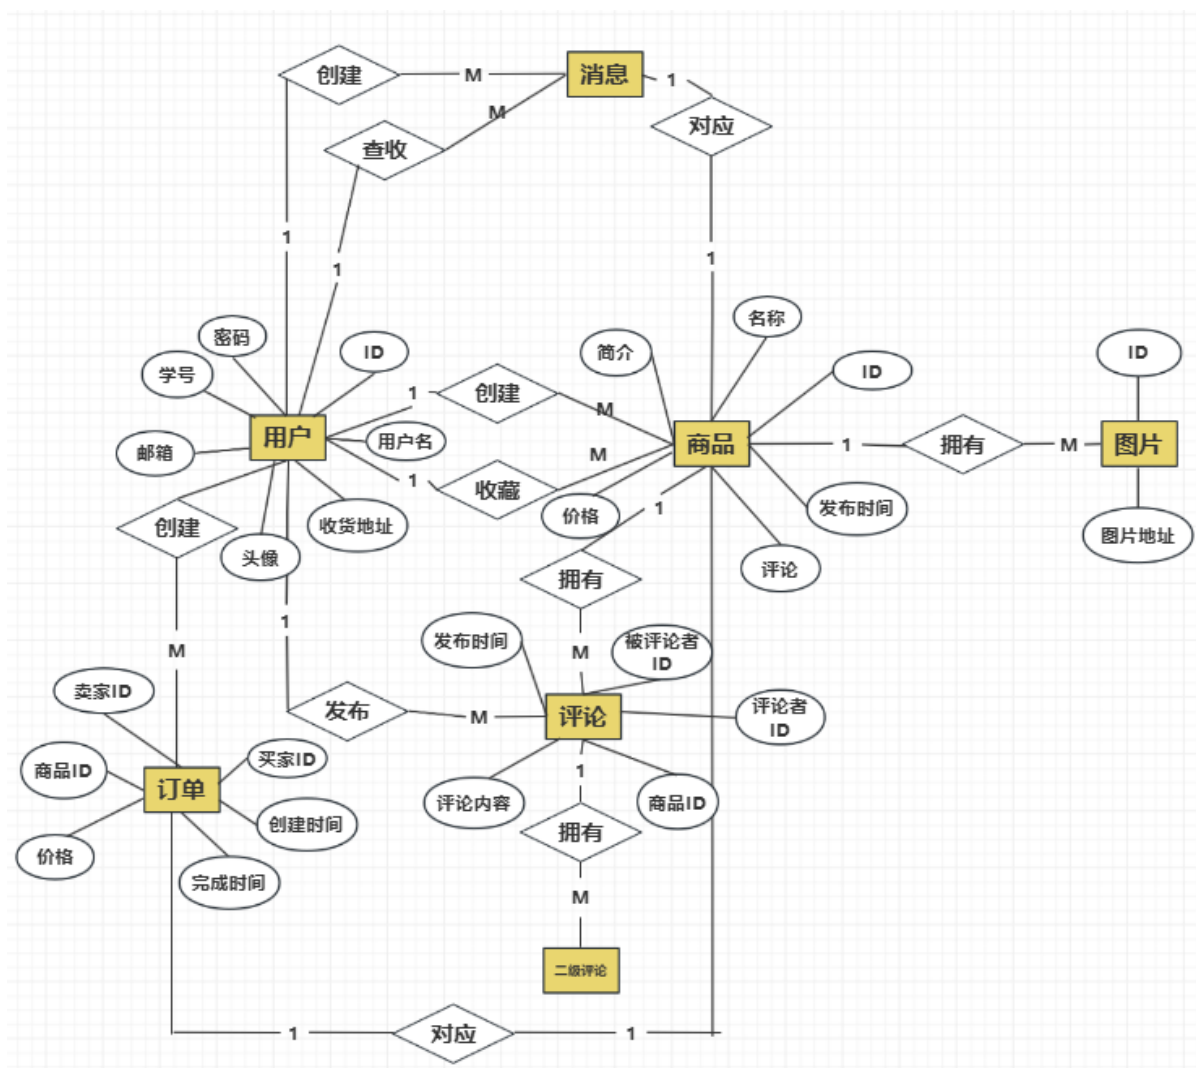 创建
M
消息
1
对应
M
查收
1
1
1
密码
ID
学号
用户
用户名
邮箱
收货地址
头像
1
创建
M
M
1
收藏
简介
名称
ID
商品
1
拥有
M
图片
ID
图片地址
价格
1
发布时间
评论
创建
拥有
M
M
1
发布
M
发布时间
被评论者
ID
评论
评论者
ID
评论内容
商品ID
1
拥有
M
二级评论
卖家ID
商品ID
买家ID
订单
创建时间
价格
完成时间
1
对应
1